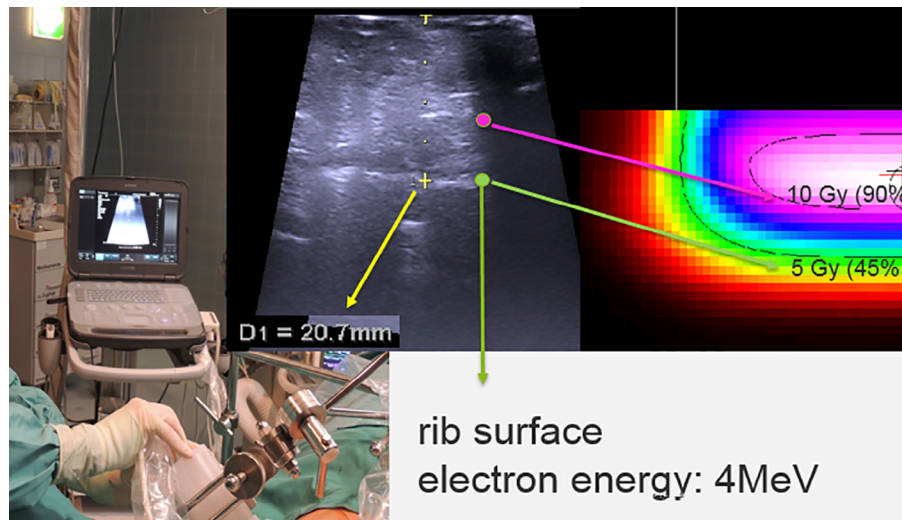 10 Gy (90%
5 Gy (45%
D1 = 20.7mm
rib surface
electron energy: 4MeV